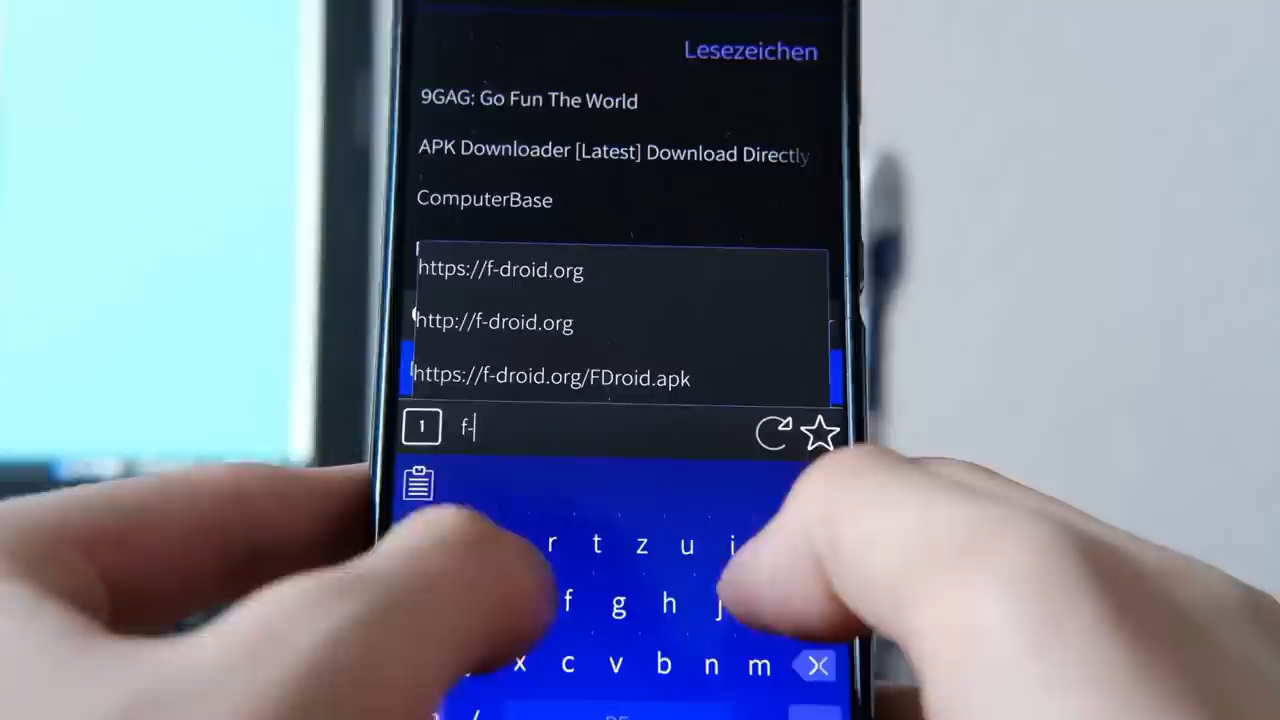 Lesezeichen
9GAG: Go Fun The World
APK Downloader [Latest] Download Directly
ComputerBase
https://f-droid.org
http://f-droid.org
https://f-droid.org/FDroid.apk
1 f-
r t z u i
f g h j
x c v b n m